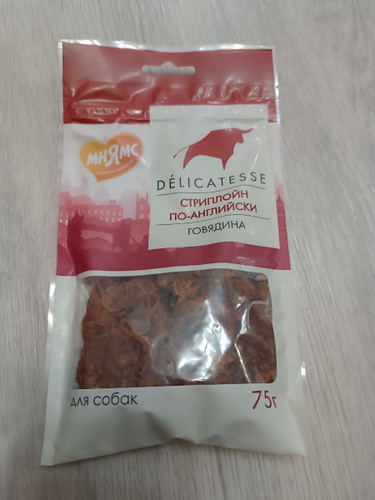 мнЯмс
DÉLICATESSE
СТРИПЛОЙН
ПО-АНГЛИЙСКИ
ГОВЯДИНА
для собак
75г